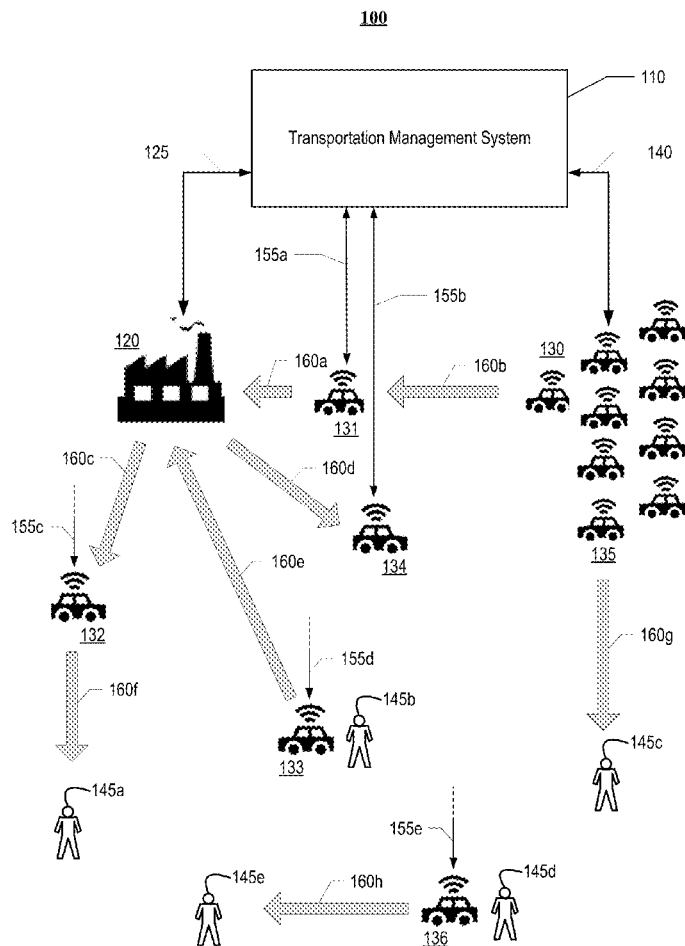 100
110
Transportation Management System
125
140
155a
155b
120
160a
130
160b
131
160c
160d
155c
160e
134
135
132
155d
160g
160f
145b
133
145c
145a
155e
145e
145d
160h
136